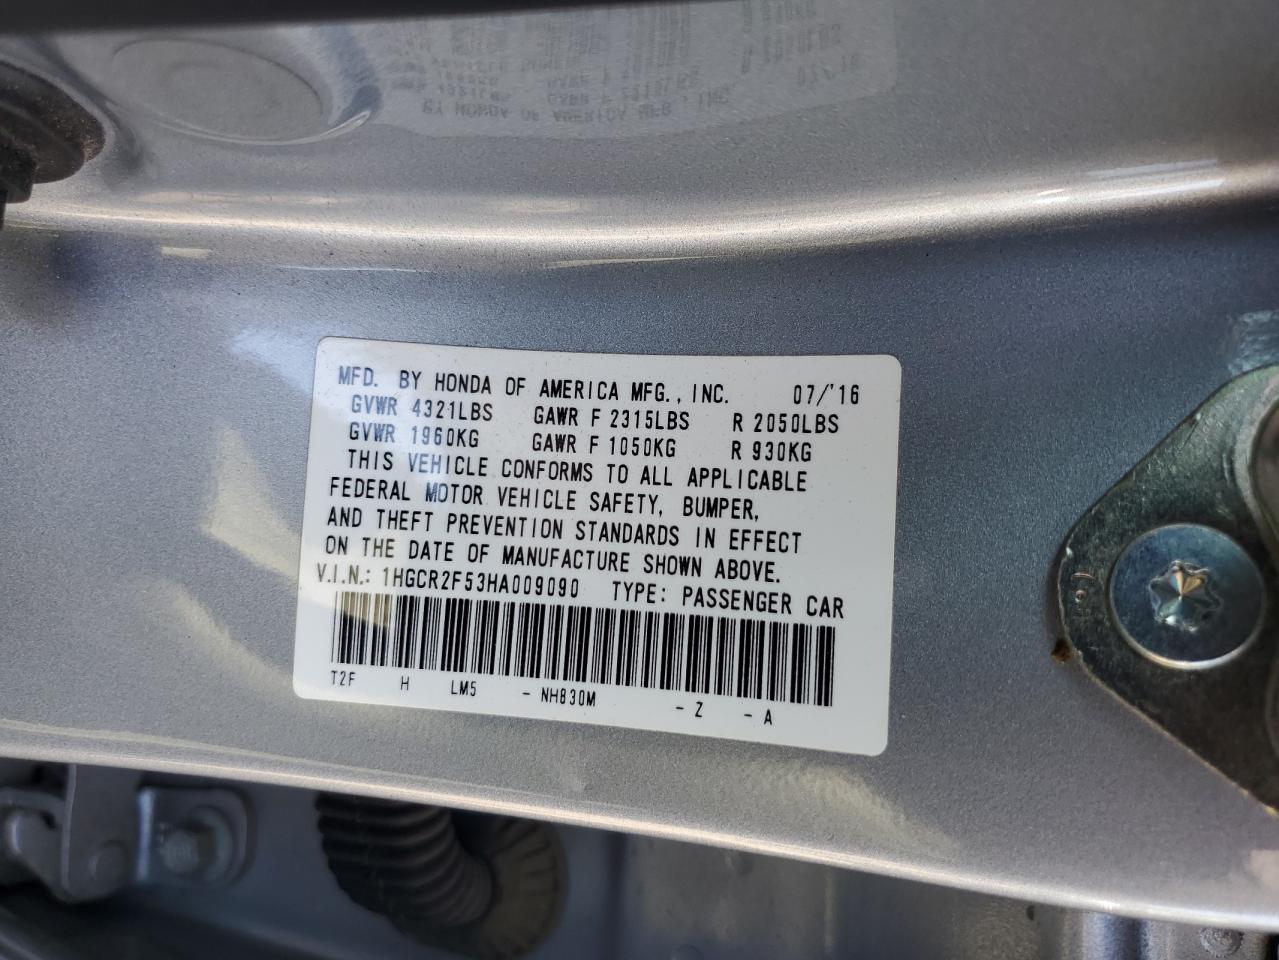 MFD. BY HONDA OF AMERICA MFG., INC. 07/'16
GVWR 4321LBS GAWR F 2315LBS R 2050LBS
GVWR 1960KG GAWR F 1050KG R 930KG
THIS VEHICLE CONFORMS TO ALL APPLICABLE
FEDERAL MOTOR VEHICLE SAFETY, BUMPER,
AND THEFT PREVENTION STANDARDS IN EFFECT
ON THE DATE OF MANUFACTURE SHOWN ABOVE.
V.I.N.: 1HGCR2F53HA009090 TYPE: PASSENGER CAR
T2F H LM5 - NH830M - Z - A